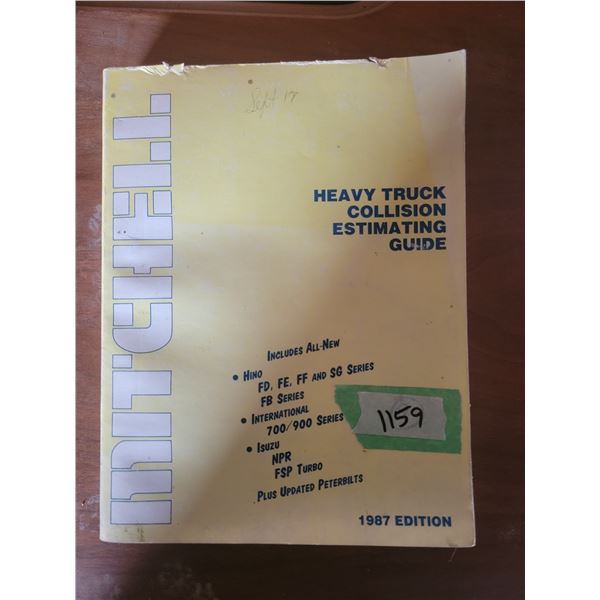 Sept 17
MITCHELL
HEAVY TRUCK
COLLISION
ESTIMATING
GUIDE
INCLUDES ALL-NEW
• HINO
FD, FE, FF AND SG SERIES
FB SERIES
• INTERNATIONAL
700/900 SERIES
• ISUZU
NPR
FSP TURBO
PLUS UPDATED PETERBILTS
1159
1987 EDITION